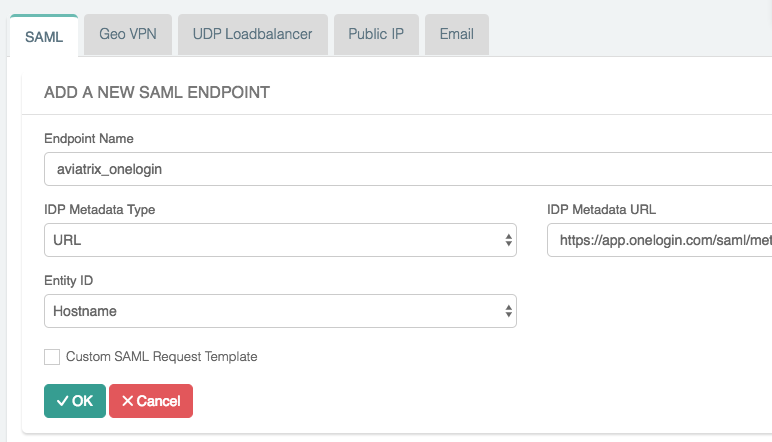 SAML
Geo VPN
UDP Loadbalancer
Public IP
Email
ADD A NEW SAML ENDPOINT
Endpoint Name
aviatrix_onelogin
IDP Metadata Type
IDP Metadata URL
URL
https://app.onelogin.com/saml/met
Entity ID
Hostname
Custom SAML Request Template
OK
Cancel